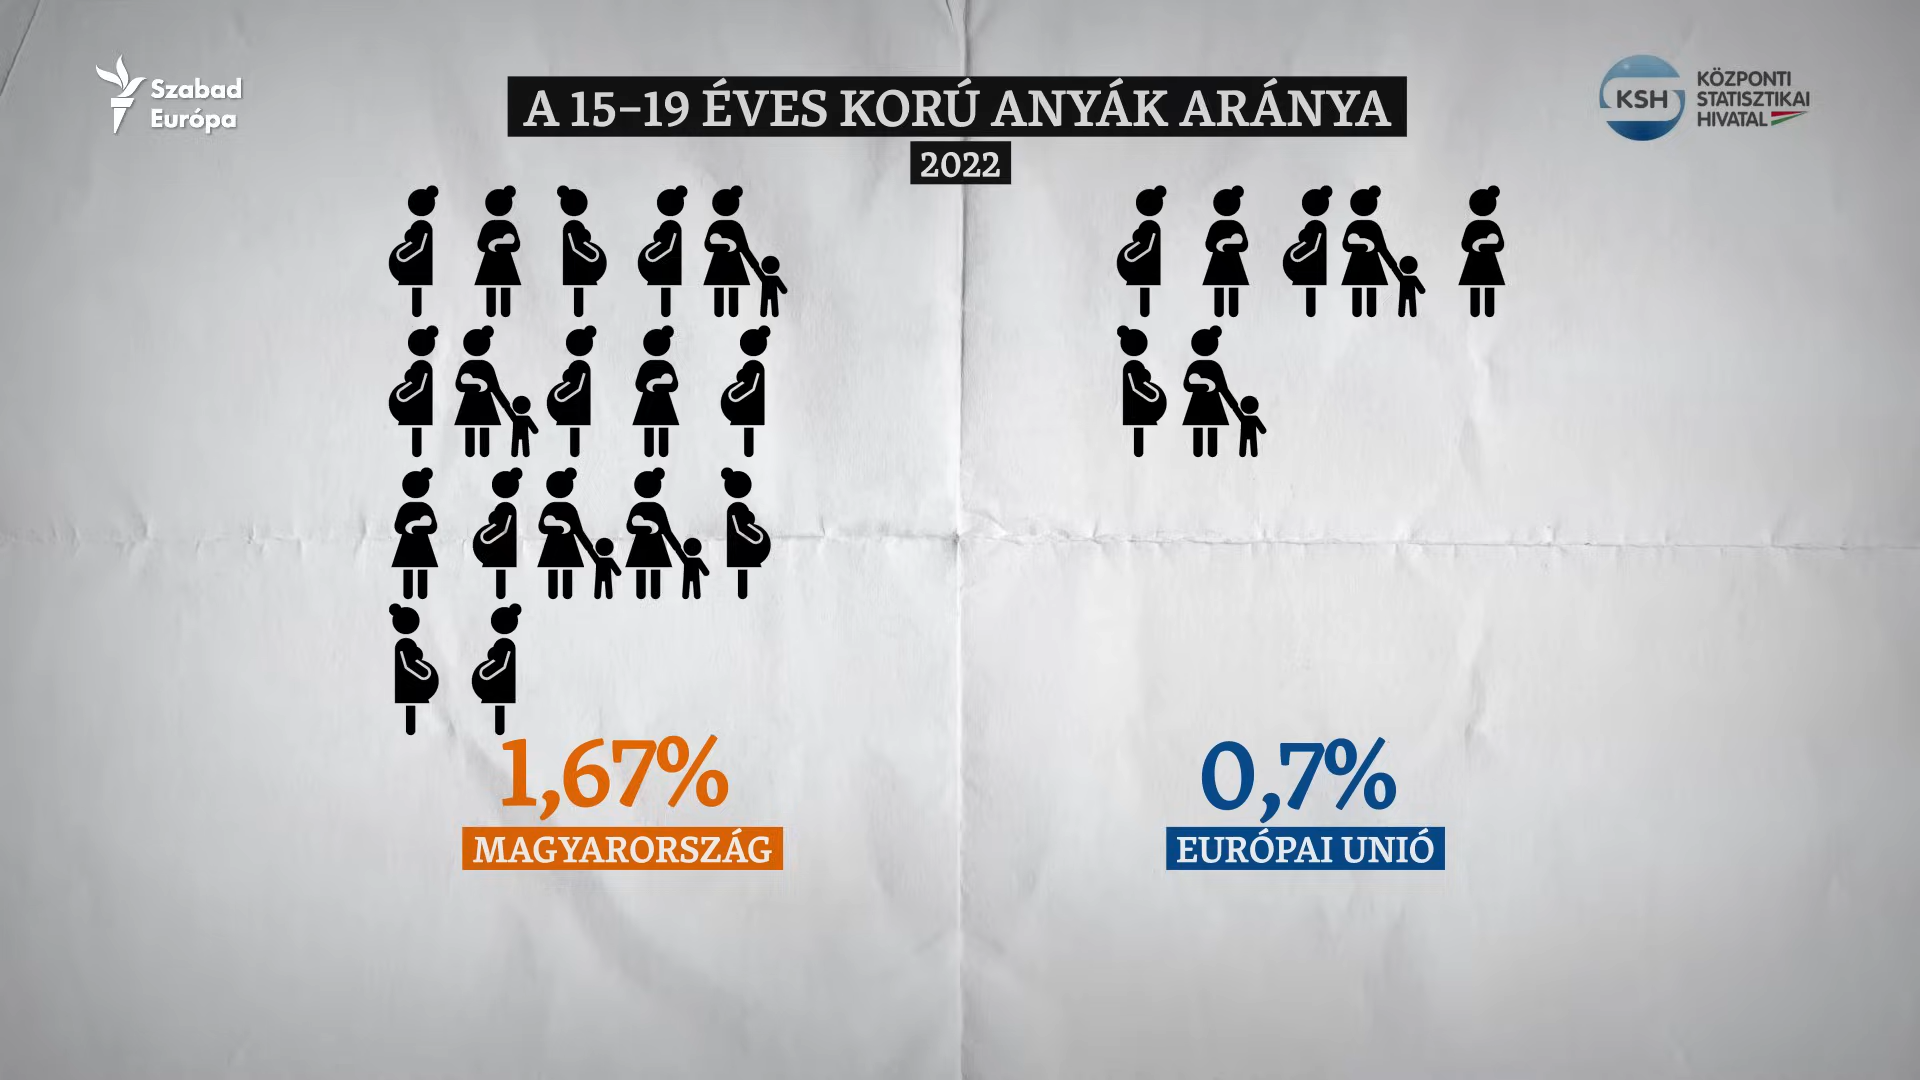 Szabad
Európa
A 15–19 ÉVES KORÚ ANYÁK ARÁNYA
2022
KSH
KÖZPONTI
STATISZTIKAI
HIVATAL
1,67%
MAGYARORSZÁG
0,7%
EURÓPAI UNIÓ